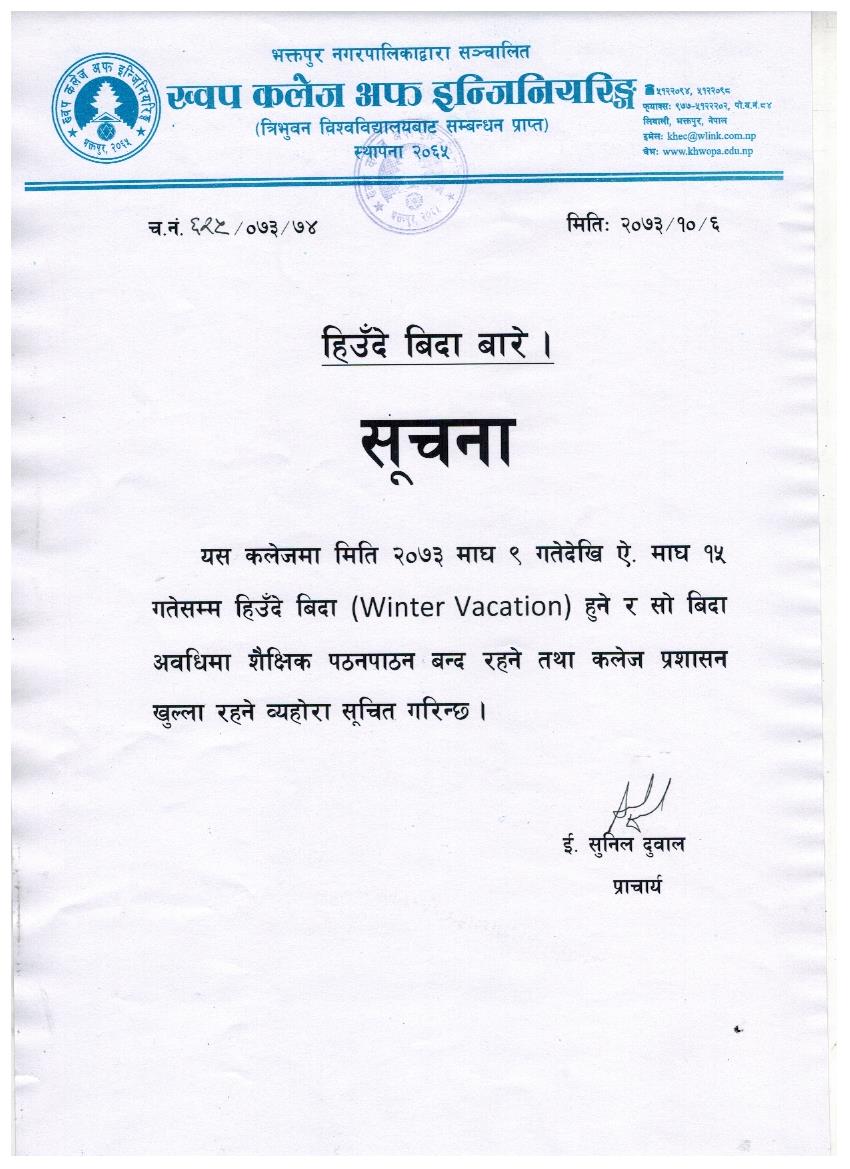 भक्तपुर नगरपालिकाद्वारा सञ्चालित
ख्वप कलेज अफ इन्जिनियरिङ्ग
(त्रिभुवन विश्वविद्यालयबाट सम्बन्धन प्राप्त)
स्थापना २०६५
ख्वप कलेज अफ इन्जिनियरिङ्ग
भक्तपुर, २०६५
☎५१२२०९४, ५१२२०९८
फ्याक्सः ९७७-५१२२२०२, पो.ब.नं.८४
लिवाली, भक्तपुर, नेपाल
इमेलः khec@wlink.com.np
वेभः www.khwopa.edu.np
च.नं. ६२५/०७३/७४
मितिः २०७३/१०/६
हिउँदे बिदा बारे ।
सूचना
यस कलेजमा मिति २०७३ माघ ९ गतेदेखि ऐ. माघ १५
गतेसम्म हिउँदे बिदा (Winter Vacation) हुने र सो बिदा
अवधिमा शैक्षिक पठनपाठन बन्द रहने तथा कलेज प्रशासन
खुल्ला रहने व्यहोरा सूचित गरिन्छ ।
ई. सुनिल दुवाल
प्राचार्य